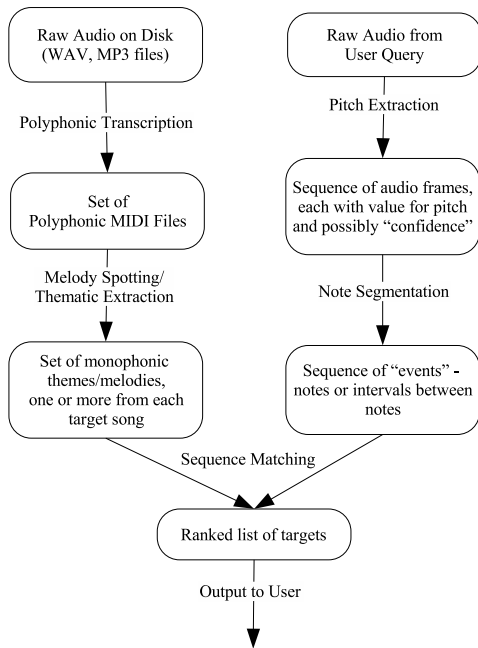 Raw Audio on Disk
(WAV, MP3 files)
Polyphonic Transcription
Set of
Polyphonic MIDI Files
Melody Spotting/
Thematic Extraction
Set of monophonic
themes/melodies,
one or more from each
target song
Raw Audio from
User Query
Pitch Extraction
Sequence of audio frames,
each with value for pitch
and possibly “confidence”
Note Segmentation
Sequence of “events” -
notes or intervals between
notes
Sequence Matching
Ranked list of targets
Output to User